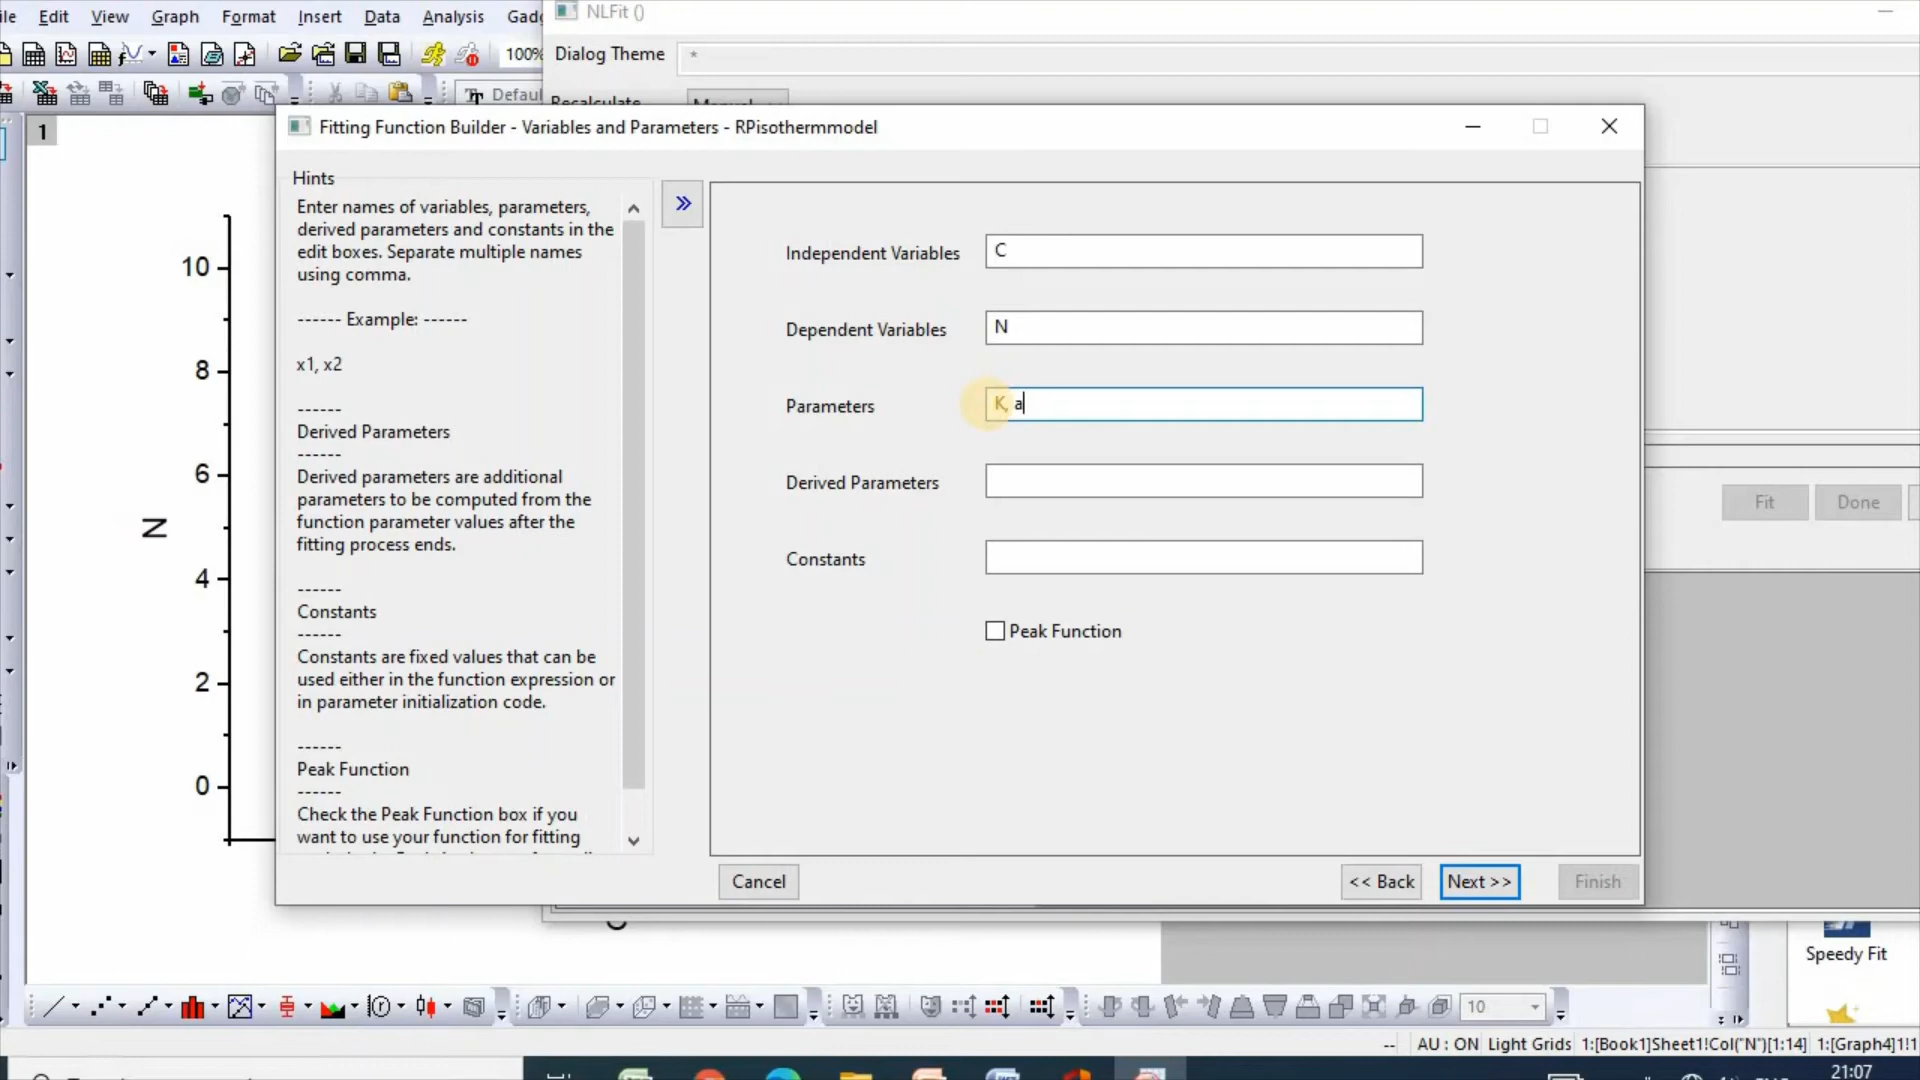 Edit View Graph Format Insert Data Analysis
NLFit ()
100%
Dialog Theme *
Recalculate Manual
Fitting Function Builder - Variables and Parameters - RPisothermmodel
1
Hints
Enter names of variables, parameters,
derived parameters and constants in the
edit boxes. Separate multiple names
using comma.
------ Example: ------
x1, x2
------
Derived Parameters
------
Derived parameters are additional
parameters to be computed from the
function parameter values after the
fitting process ends.
------
Constants
------
Constants are fixed values that can be
used either in the function expression or
in parameter initialization code.
------
Peak Function
------
Check the Peak Function box if you
want to use your function for fitting
»
Independent Variables C
Dependent Variables N
Parameters K, a
Derived Parameters
Constants
Peak Function
Cancel
<< Back
Next >>
Finish
10
8
6
4
2
0
N
Fit Done
Speedy Fit
10
-- AU : ON Light Grids 1:[Book1]Sheet1!Col("N")[1:14] 1:[Graph4]1!1
21:07